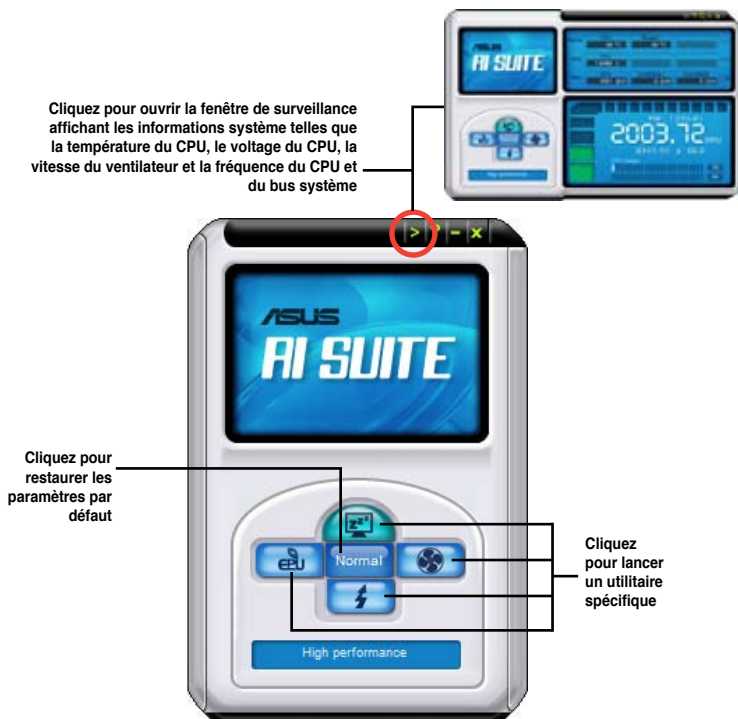 Cliquez pour ouvrir la fenêtre de surveillance
affichant les informations système telles que
la température du CPU, le voltage du CPU, la
vitesse du ventilateur et la fréquence du CPU et
du bus système
ASUS
AI SUITE
2003.72
> ? - x
ASUS
AI SUITE
Cliquez pour
restaurer les
paramètres par
défaut
zzz
EPU
Normal
Cliquez
pour lancer
un utilitaire
spécifique
High performance